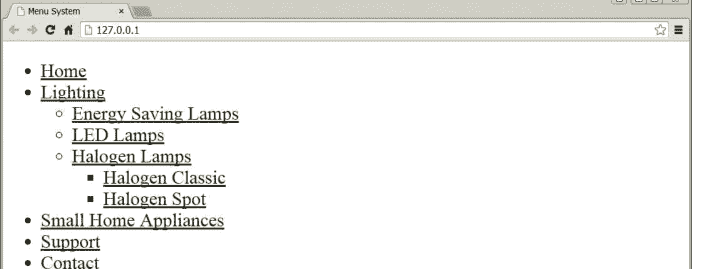 Menu System
127.0.0.1
Home
Lighting
Energy Saving Lamps
LED Lamps
Halogen Lamps
Halogen Classic
Halogen Spot
Small Home Appliances
Support
Contact